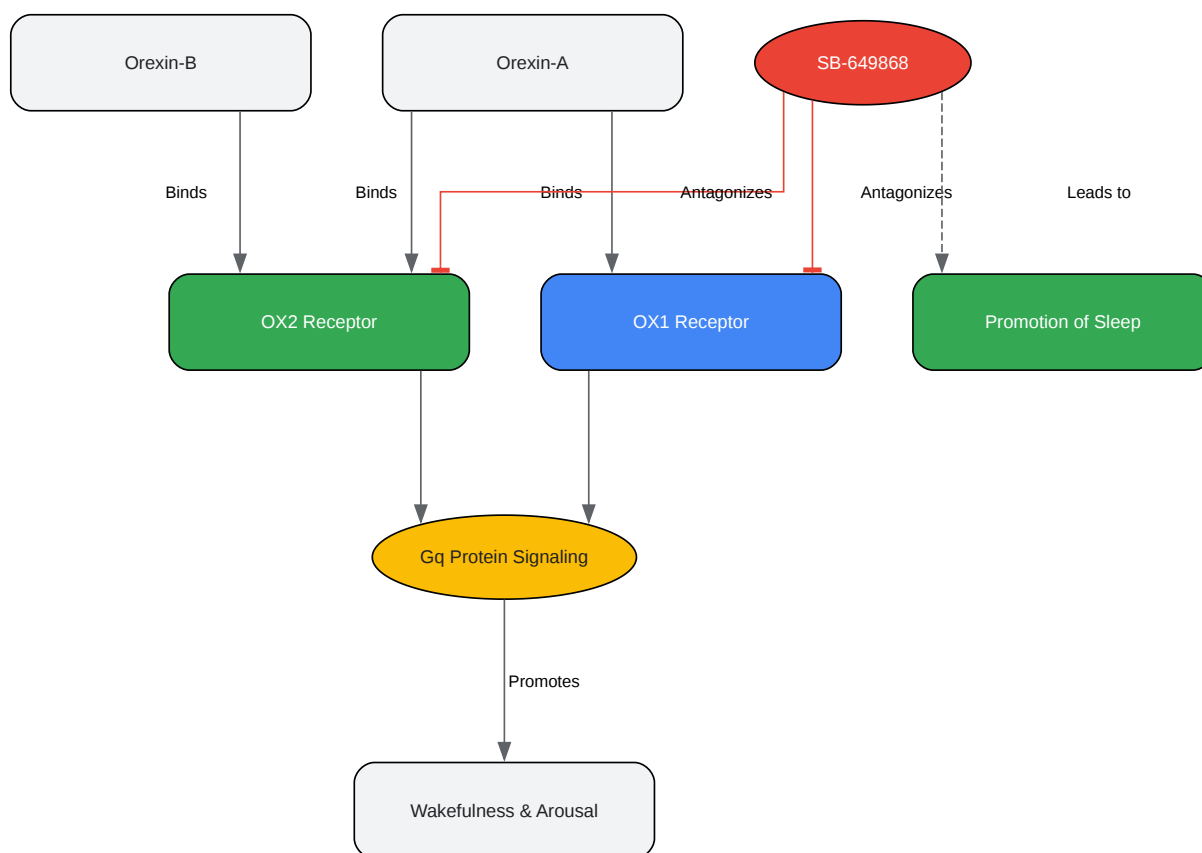 Orexin-B
Orexin-A
SB-649868
Binds
Binds
Binds
Antagonizes
Antagonizes
Leads to
OX2 Receptor
OX1 Receptor
Promotion of Sleep
Gq Protein Signaling
Promotes
Wakefulness & Arousal